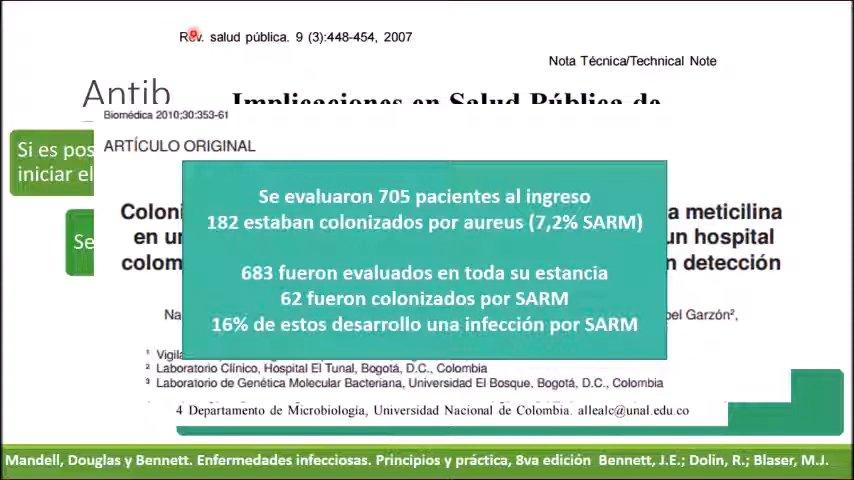 Rev. salud pública. 9 (3):448-454, 2007
Nota Técnica/Technical Note
Antib
Implicaciones en Salud Pública de
Biomédica 2010;30:353-61
ARTÍCULO ORIGINAL
Si es pos
iniciar el
Se evaluaron 705 pacientes al ingreso
182 estaban colonizados por aureus (7,2% SARM)
683 fueron evaluados en toda su estancia
62 fueron colonizados por SARM
16% de estos desarrollo una infección por SARM
Coloni a meticilina
en un hospital
colom n detección
Se
Na bel Garzón²,
¹ Vigila
² Laboratorio Clínico, Hospital El Tunal, Bogotá, D.C., Colombia
³ Laboratorio de Genética Molecular Bacteriana, Universidad El Bosque, Bogotá, D.C., Colombia
4 Departamento de Microbiología, Universidad Nacional de Colombia. allealc@unal.edu.co
Mandell, Douglas y Bennett. Enfermedades infecciosas. Principios y práctica, 8va edición Bennett, J.E.; Dolin, R.; Blaser, M.J.